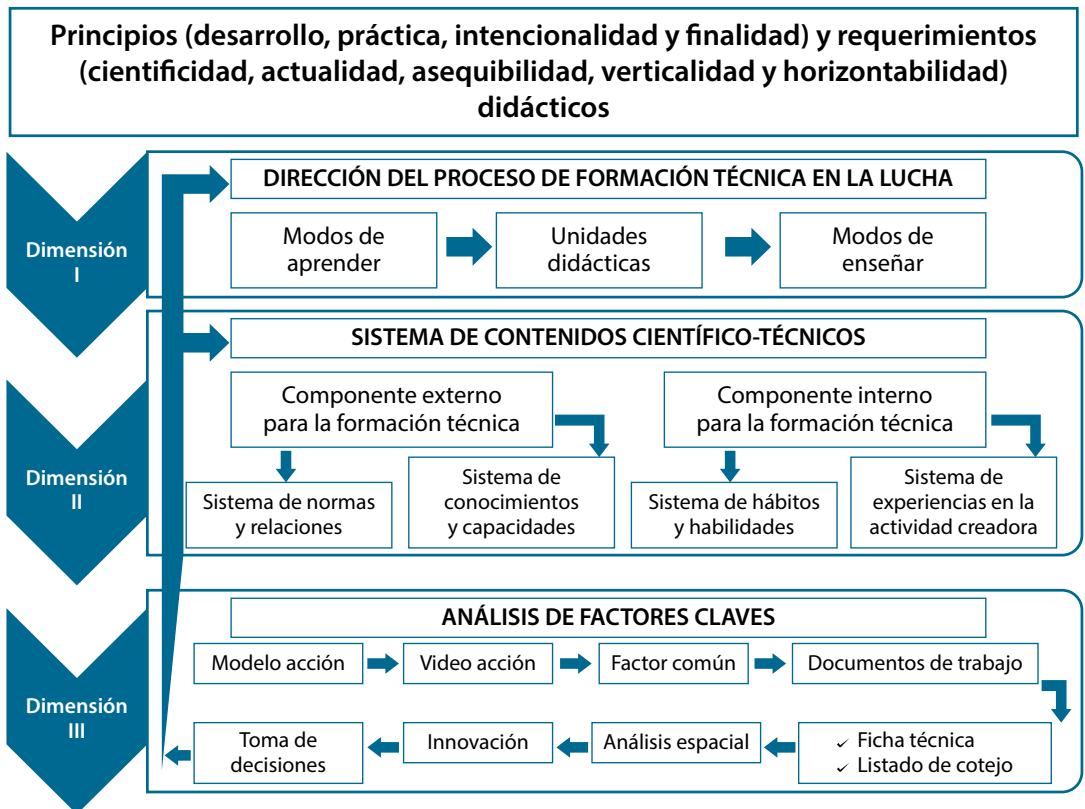 Principios (desarrollo, práctica, intencionalidad y finalidad) y requerimientos
(cientificidad, actualidad, asequibilidad, verticalidad y horizontabilidad)
didácticos
Dimensión
I
DIRECCIÓN DEL PROCESO DE FORMACIÓN TÉCNICA EN LA LUCHA
Modos de
aprender
Unidades
didácticas
Modos de
enseñar
Dimensión
II
SISTEMA DE CONTENIDOS CIENTÍFICO-TÉCNICOS
Componente externo
para la formación técnica
Componente interno
para la formación técnica
Sistema de normas
y relaciones
Sistema de
conocimientos
y capacidades
Sistema de hábitos
y habilidades
Sistema de
experiencias en la
actividad creadora
Dimensión
III
ANÁLISIS DE FACTORES CLAVES
Modelo acción
Video acción
Factor común
Documentos de trabajo
✓ Ficha técnica
✓ Listado de cotejo
Análisis espacial
Innovación
Toma de
decisiones